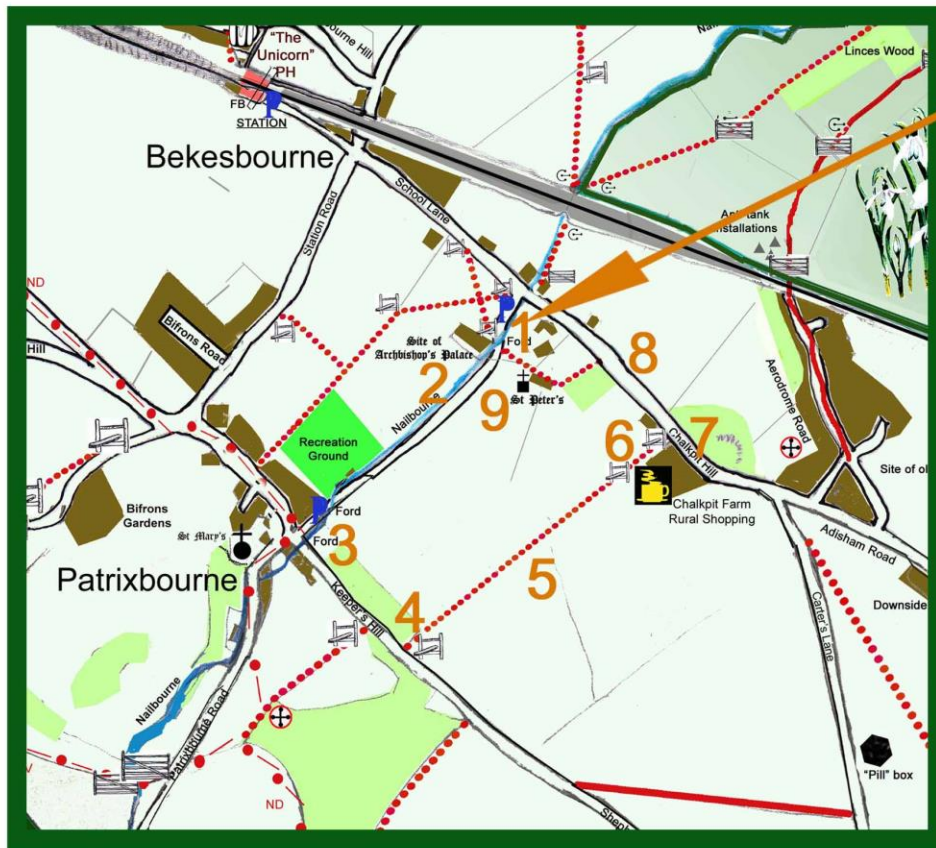 "The
Unicorn"
PH
FB
P
STATION
Bekesbourne
Station Road
School Lane
Linces Wood
installations
ND
Hill
Bifrons Road
P
1
Ford
Site of
Archbishop's Palace
2
Nailbourne
9
St Peter's
8
Aerodrome Road
6
7
Chalkpit Hill
Chalkpit Farm
Rural Shopping
Site of ol
Adisham Road
Recreation
Ground
P
Ford
Ford
3
Bifrons
Gardens
St Mary's
Patrixbourne
5
4
Keeper's Hill
Carter's Lane
Downside
Nailbourne
Patrixbourne Road
ND
"Pill" box